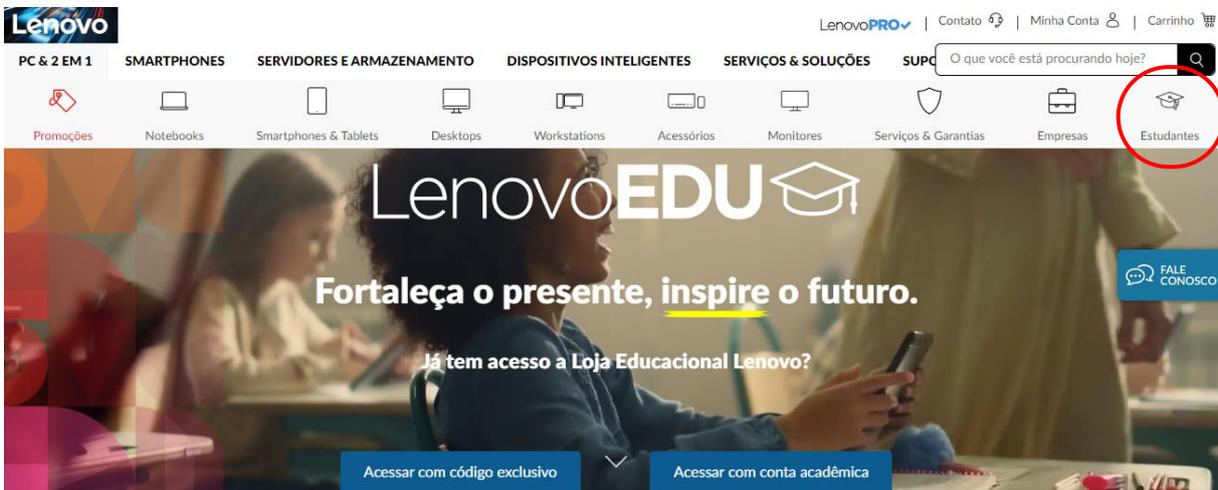 Lenovo
LenovoPRO | Contato | Minha Conta | Carrinho
PC & 2 EM 1 SMARTPHONES SERVIDORES E ARMAZENAMENTO DISPOSITIVOS INTELIGENTES SERVIÇOS & SOLUÇÕES SUPO O que você está procurando hoje?
Promoções Notebooks Smartphones & Tablets Desktops Workstations Acessórios Monitores Serviços & Garantias Empresas Estudantes
LenovoEDU
FALE
CONOSCO
Fortaleça o presente, inspire o futuro.
Já tem acesso a Loja Educacional Lenovo?
Acessar com código exclusivo Acessar com conta acadêmica